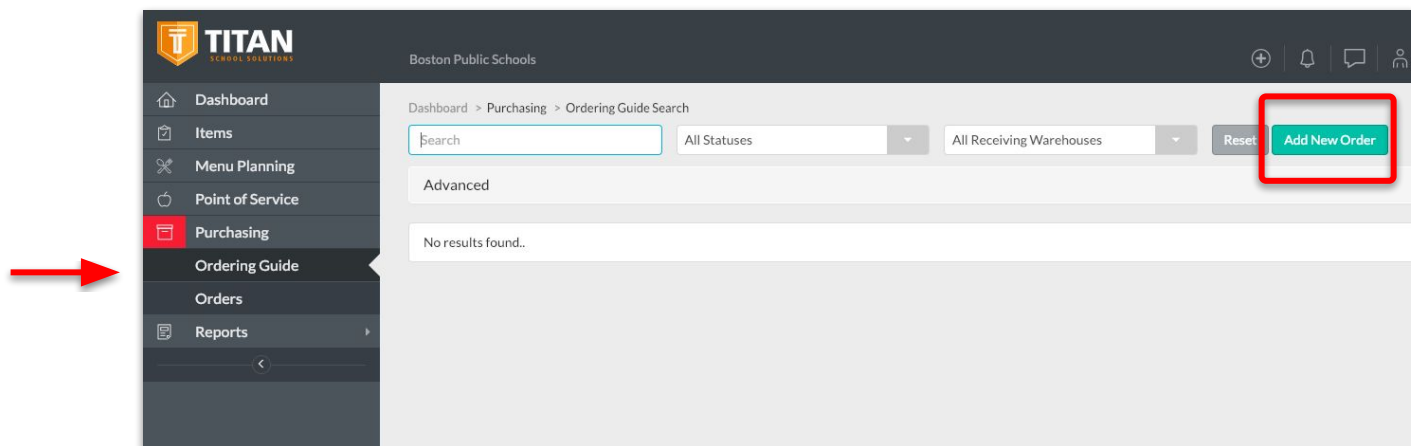 TITAN
SCHOOL SOLUTIONS
Boston Public Schools
Dashboard
Items
Menu Planning
Point of Service
Purchasing
Ordering Guide
Orders
Reports
Dashboard > Purchasing > Ordering Guide Search
Search
All Statuses
All Receiving Warehouses
Reset
Add New Order
Advanced
No results found..